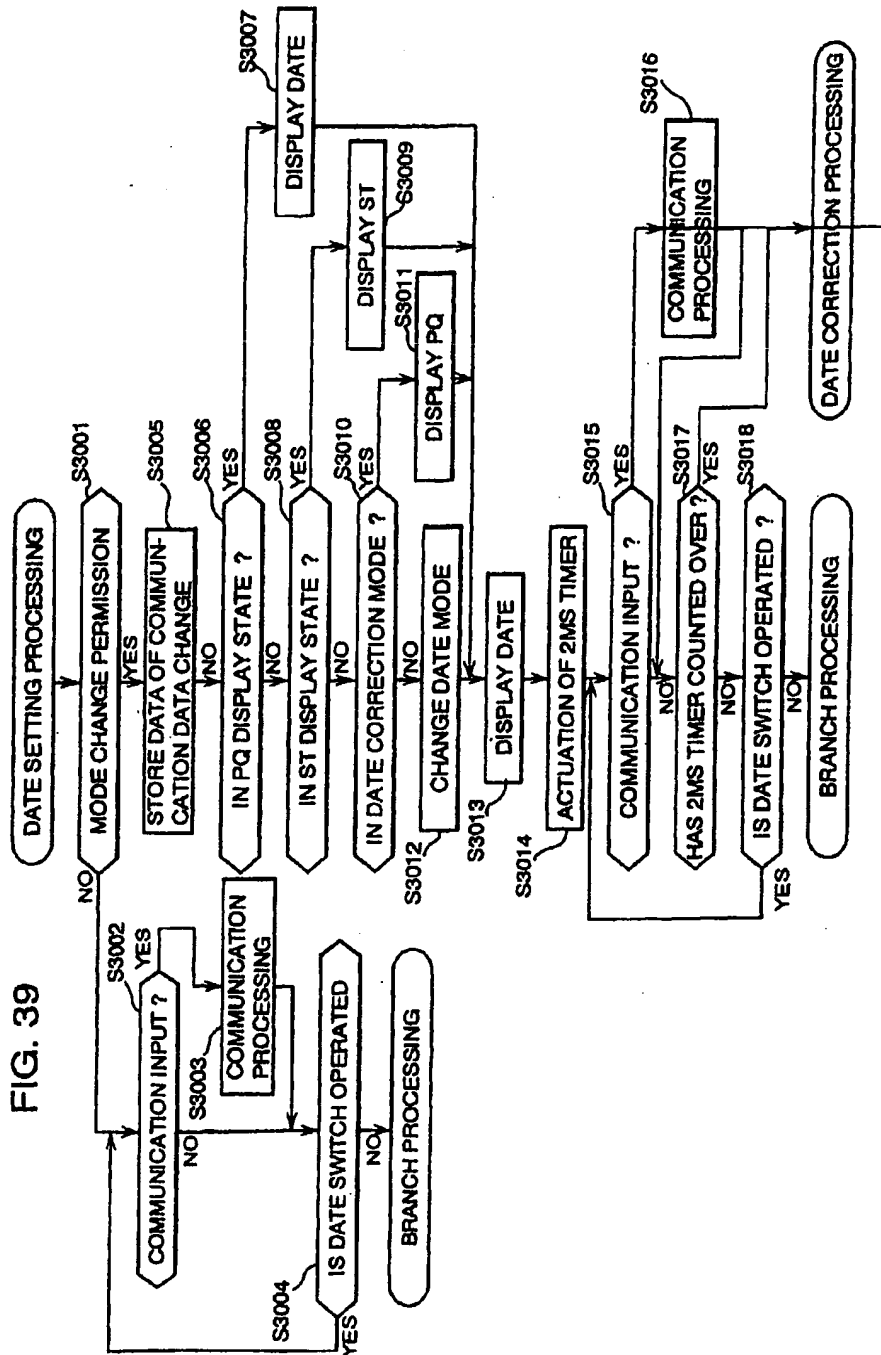 FIG. 39
DATE SETTING PROCESSING
S3001
MODE CHANGE PERMISSION
NO
YES
S3002
COMMUNICATION INPUT ?
YES
NO
S3003
COMMUNICATION
PROCESSING
S3004
IS DATE SWITCH OPERATED
YES
NO
BRANCH PROCESSING
S3005
STORE DATA OF COMMUN-
CATION DATA CHANGE
S3006
IN PQ DISPLAY STATE ?
YES
NO
S3007
DISPLAY DATE
S3008
IN ST DISPLAY STATE ?
YES
NO
S3009
DISPLAY ST
S3010
IN DATE CORRECTION MODE ?
YES
NO
S3011
DISPLAY PQ
S3012
CHANGE DATE MODE
S3013
DISPLAY DATE
S3014
ACTUATION OF 2MS TIMER
S3015
COMMUNICATION INPUT ?
YES
NO
S3016
COMMUNICATION
PROCESSING
S3017
HAS 2MS TIMER COUNTED OVER ?
YES
NO
S3018
IS DATE SWITCH OPERATED ?
YES
NO
BRANCH PROCESSING
DATE CORRECTION PROCESSING